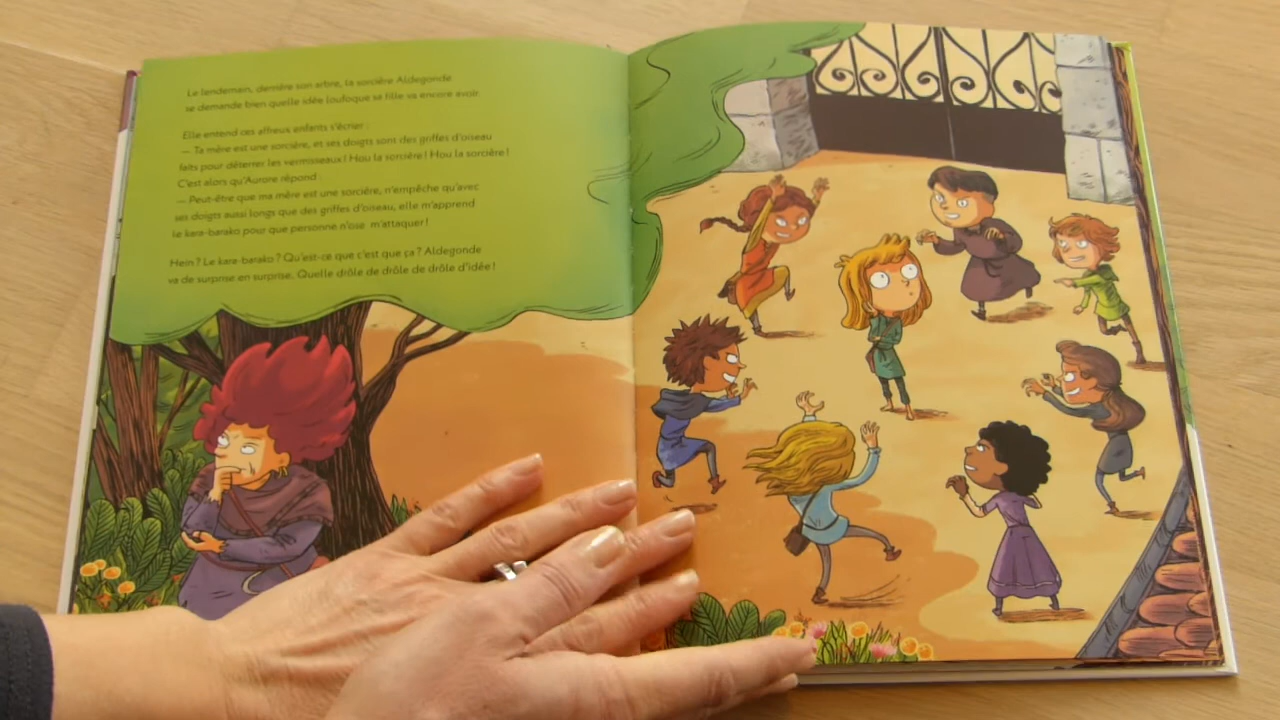 Le lendemain, derrière son arbre, la sorcière Aldegonde
se demande bien quelle idée loufoque sa fille va encore avoir.
Elle entend ces affreux enfants s'écrier :
— Ta mère est une sorcière, et ses doigts sont des griffes d'oiseau
faits pour déterrer les vermisseaux ! Hou la sorcière ! Hou la sorcière !
C'est alors qu'Aurore répond :
— Peut-être que ma mère est une sorcière, n'empêche qu'avec
ses doigts aussi longs que des griffes d'oiseau, elle m'apprend
le kara-barako pour que personne n'ose m'attaquer !
Hein ? Le kara-barako ? Qu'est-ce que c'est que ça ? Aldegonde
va de surprise en surprise. Quelle drôle de drôle de drôle d'idée !